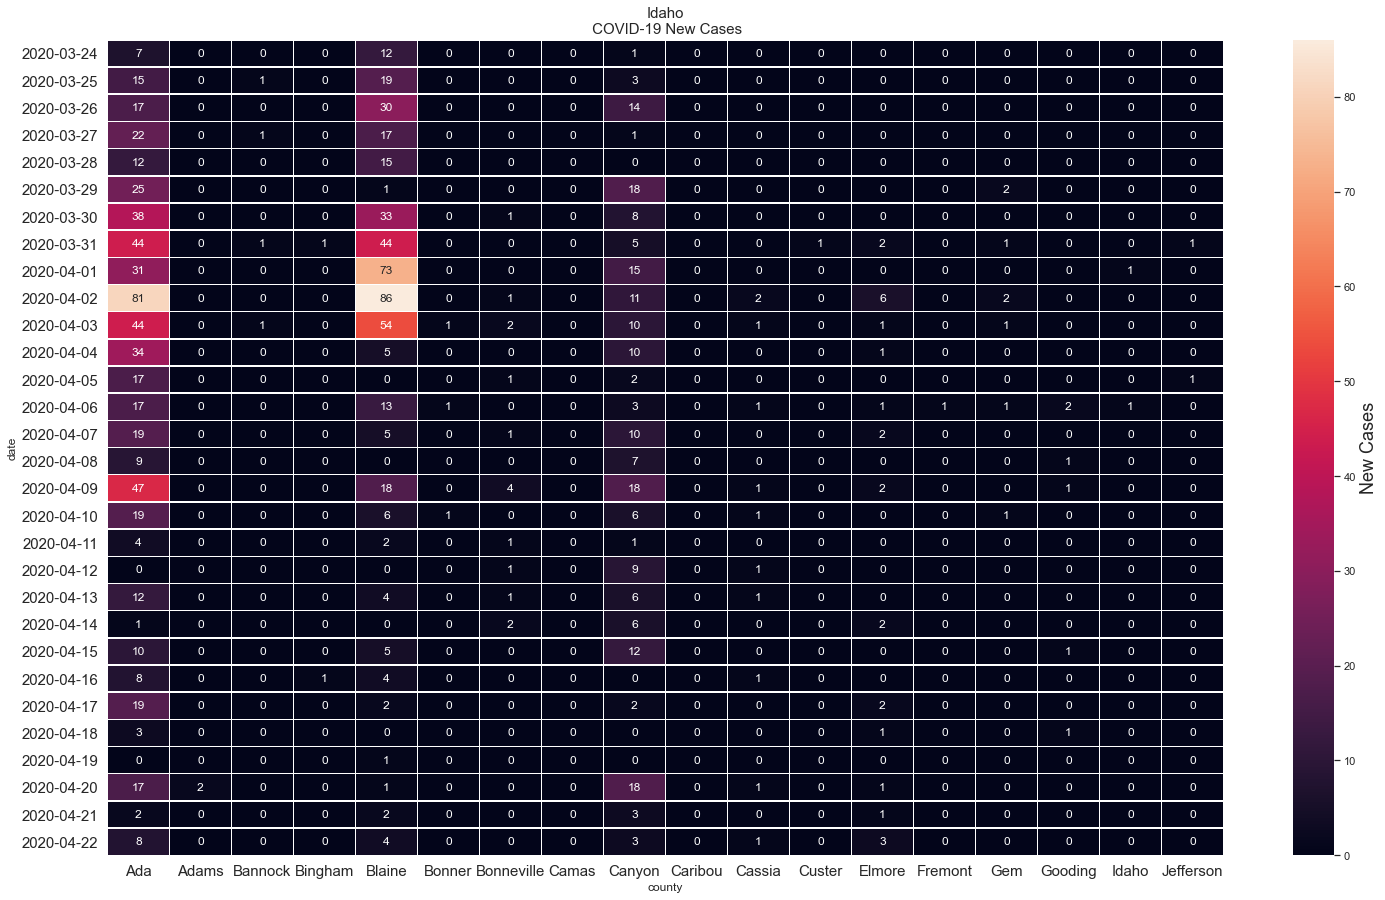 Idaho
COVID-19 New Cases
2020-03-24 7 0 0 0 12 0 0 0 1 0 0 0 0 0 0 0 0 0
2020-03-25 15 0 1 0 19 0 0 0 3 0 0 0 0 0 0 0 0 0
2020-03-26 17 0 0 0 30 0 0 0 14 0 0 0 0 0 0 0 0 0
2020-03-27 22 0 1 0 17 0 0 0 1 0 0 0 0 0 0 0 0 0
2020-03-28 12 0 0 0 15 0 0 0 0 0 0 0 0 0 0 0 0 0
2020-03-29 25 0 0 0 1 0 0 0 18 0 0 0 0 0 2 0 0 0
2020-03-30 38 0 0 0 33 0 1 0 8 0 0 0 0 0 0 0 0 0
2020-03-31 44 0 1 1 44 0 0 0 5 0 0 1 2 0 1 0 0 1
2020-04-01 31 0 0 0 73 0 0 0 15 0 0 0 0 0 0 0 1 0
2020-04-02 81 0 0 0 86 0 1 0 11 0 2 0 6 0 2 0 0 0
2020-04-03 44 0 1 0 54 1 2 0 10 0 1 0 1 0 1 0 0 0
2020-04-04 34 0 0 0 5 0 0 0 10 0 0 0 1 0 0 0 0 0
2020-04-05 17 0 0 0 0 0 1 0 2 0 0 0 0 0 0 0 0 1
2020-04-06 17 0 0 0 13 1 0 0 3 0 1 0 1 1 1 2 1 0
2020-04-07 19 0 0 0 5 0 1 0 10 0 0 0 2 0 0 0 0 0
2020-04-08 9 0 0 0 0 0 0 0 7 0 0 0 0 0 0 1 0 0
2020-04-09 47 0 0 0 18 0 4 0 18 0 1 0 2 0 0 1 0 0
2020-04-10 19 0 0 0 6 1 0 0 6 0 1 0 0 0 1 0 0 0
2020-04-11 4 0 0 0 2 0 1 0 1 0 0 0 0 0 0 0 0 0
2020-04-12 0 0 0 0 0 0 1 0 9 0 1 0 0 0 0 0 0 0
2020-04-13 12 0 0 0 4 0 1 0 6 0 1 0 0 0 0 0 0 0
2020-04-14 1 0 0 0 0 0 2 0 6 0 0 0 2 0 0 0 0 0
2020-04-15 10 0 0 0 5 0 0 0 12 0 0 0 0 0 0 1 0 0
2020-04-16 8 0 0 1 4 0 0 0 0 0 1 0 0 0 0 0 0 0
2020-04-17 19 0 0 0 2 0 0 0 2 0 0 0 2 0 0 0 0 0
2020-04-18 3 0 0 0 0 0 0 0 0 0 0 0 1 0 0 1 0 0
2020-04-19 0 0 0 0 1 0 0 0 0 0 0 0 0 0 0 0 0 0
2020-04-20 17 2 0 0 1 0 0 0 18 0 1 0 1 0 0 0 0 0
2020-04-21 2 0 0 0 2 0 0 0 3 0 0 0 1 0 0 0 0 0
2020-04-22 8 0 0 0 4 0 0 0 3 0 1 0 3 0 0 0 0 0
Ada Adams Bannock Bingham Blaine Bonner Bonneville Camas Canyon Caribou Cassia Custer Elmore Fremont Gem Gooding Idaho Jefferson
county
date
80
70
60
50
40
30
20
10
0
New Cases